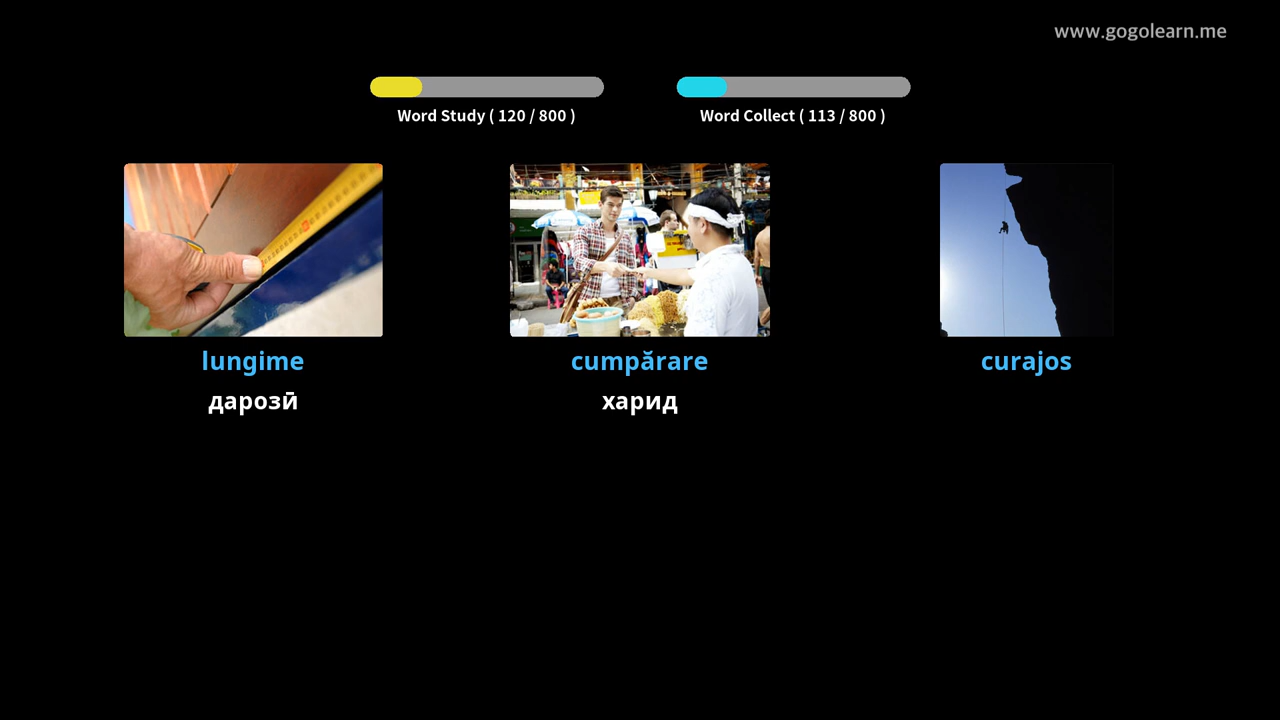 www.gogolearn.me
Word Study ( 120 / 800 )
Word Collect ( 113 / 800 )
lungime
cumpărare
curajos
дарозӣ
харид